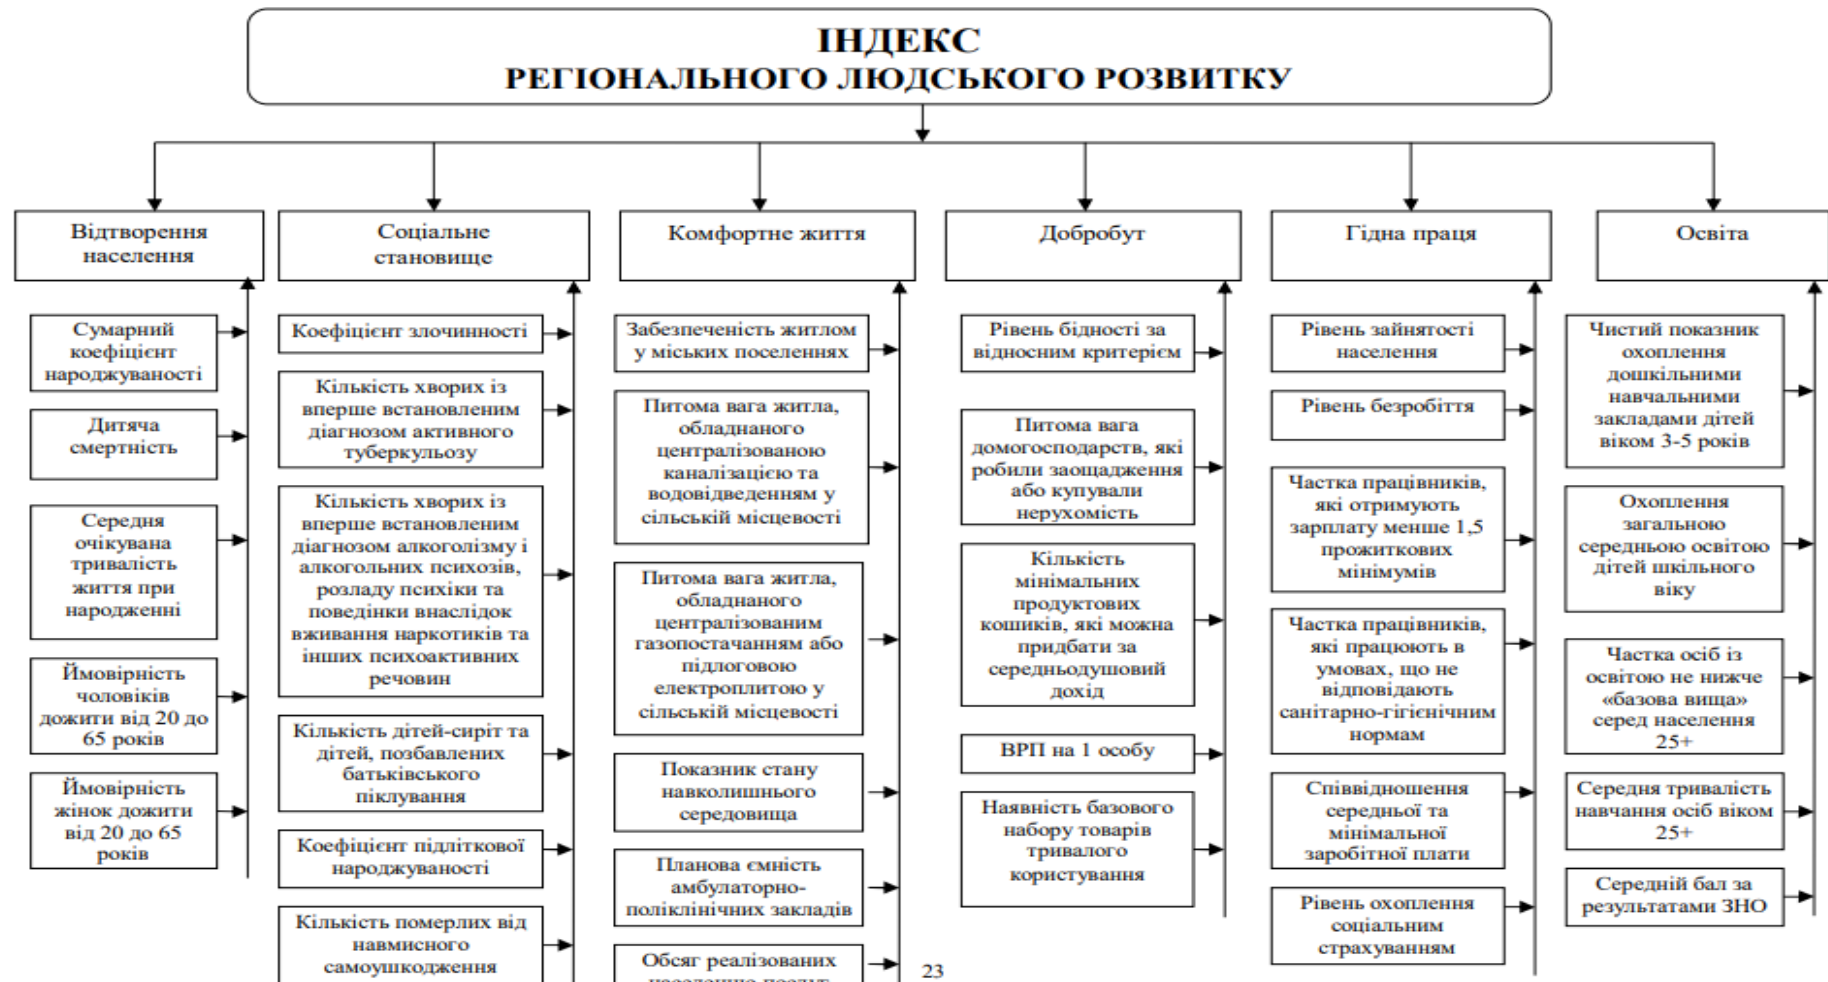 ІНДЕКС
РЕГІОНАЛЬНОГО ЛЮДСЬКОГО РОЗВИТКУ
Відтворення
населення
Сумарний
коефіцієнт
народжуваності
Дитяча
смертність
Середня
очікувана
тривалість
життя при
народженні
Ймовірність
чоловіків
дожити від 20 до
65 років
Ймовірність
жінок дожити
від 20 до 65
років
Соціальне
становище
Коефіцієнт злочинності
Кількість хворих із
вперше встановленим
діагнозом активного
туберкульозу
Кількість хворих із
вперше встановленим
діагнозом алкоголізму і
алкогольних психозів,
розладу психіки та
поведінки внаслідок
вживання наркотиків та
інших психоактивних
речовин
Кількість дітей-сиріт та
дітей, позбавлених
батьківського
піклування
Коефіцієнт підліткової
народжуваності
Кількість померлих від
навмисного
самоушкодження
Комфортне життя
Забезпеченість житлом
у міських поселеннях
Питома вага житла,
обладнаного
централізованою
каналізацією та
водовідведенням у
сільській місцевості
Питома вага житла,
обладнаного
централізованим
газопостачанням або
підлоговою
електроплитою у
сільській місцевості
Показник стану
навколишнього
середовища
Планова ємність
амбулаторно-
поліклінічних закладів
Обсяг реалізованих
населенню послуг
Добробут
Рівень бідності за
відносним критерієм
Питома вага
домогосподарств, які
робили заощадження
або купували
нерухомість
Кількість
мінімальних
продуктових
кошиків, які можна
придбати за
середньодушовий
дохід
ВРП на 1 особу
Наявність базового
набору товарів
тривалого
користування
Гідна праця
Рівень зайнятості
населення
Рівень безробіття
Частка працівників,
які отримують
зарплату менше 1,5
прожиткових
мінімумів
Частка працівників,
які працюють в
умовах, що не
відповідають
санітарно-гігієнічним
нормам
Співвідношення
середньої та
мінімальної
заробітної плати
Рівень охоплення
соціальним
страхуванням
Освіта
Чистий показник
охоплення
дошкільними
навчальними
закладами дітей
віком 3-5 років
Охоплення
загальною
середньою освітою
дітей шкільного
віку
Частка осіб із
освітою не нижче
«базова вища»
серед населення
25+
Середня тривалість
навчання осіб віком
25+
Середній бал за
результатами ЗНО
23